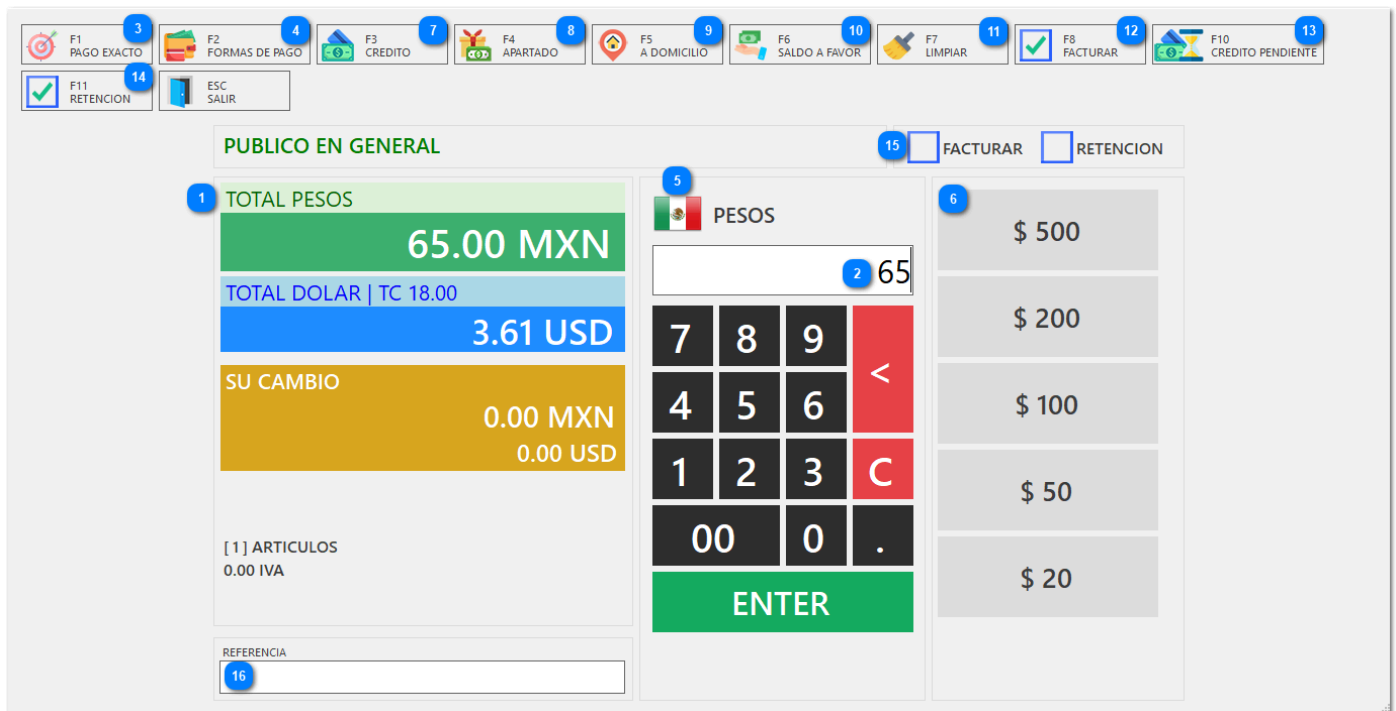 3
F1
PAGO EXACTO
4
F2
FORMAS DE PAGO
7
F3
CREDITO
8
F4
APARTADO
9
F5
A DOMICILIO
10
F6
SALDO A FAVOR
11
F7
LIMPIAR
12
F8
FACTURAR
13
F10
CREDITO PENDIENTE
14
F11
RETENCION
ESC
SALIR
PUBLICO EN GENERAL
15
FACTURAR
RETENCION
1
TOTAL PESOS
65.00 MXN
TOTAL DOLAR | TC 18.00
3.61 USD
SU CAMBIO
0.00 MXN
0.00 USD
[ 1 ] ARTICULOS
0.00 IVA
REFERENCIA
16
5
PESOS
2 65
7 8 9 <
4 5 6
1 2 3 C
00 0 .
ENTER
6
$ 500
$ 200
$ 100
$ 50
$ 20